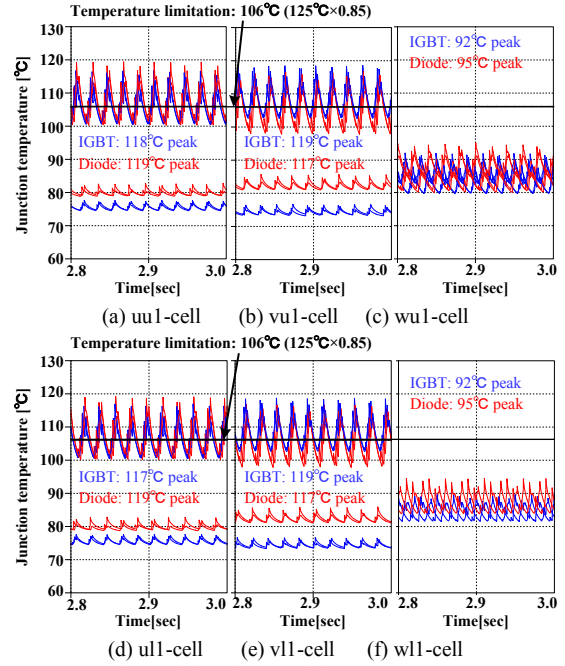 Temperature limitation: 106℃ (125℃×0.85)
Junction temperature [℃]
130
120
110
100
90
80
70
60
IGBT: 118℃ peak
Diode: 119℃ peak
IGBT: 119℃ peak
Diode: 117℃ peak
IGBT: 92℃ peak
Diode: 95℃ peak
2.8 2.9 3.0
2.8 2.9 3.0
2.9 3.0
Time[sec] Time[sec] Time[sec]
(a) uu1-cell (b) vu1-cell (c) wu1-cell
Temperature limitation: 106℃ (125℃×0.85)
Junction temperature [℃]
130
120
110
100
90
80
70
60
IGBT: 117℃ peak
Diode: 119℃ peak
IGBT: 119℃ peak
Diode: 117℃ peak
IGBT: 92℃ peak
Diode: 95℃ peak
2.8 2.9 3.0
2.8 2.9 3.0
2.9 3.0
Time[sec] Time[sec] Time[sec]
(d) ul1-cell (e) vl1-cell (f) wl1-cell